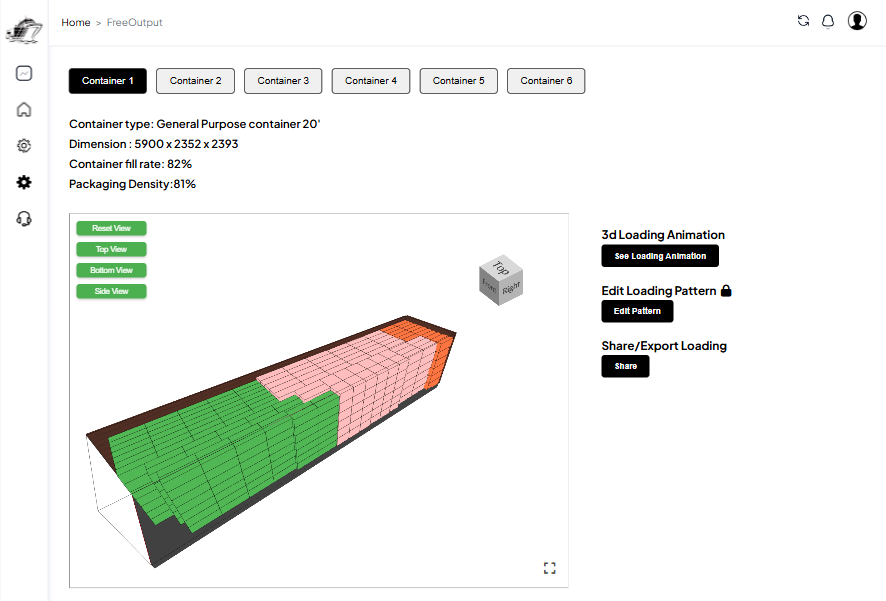 Home > FreeOutput
Container 1
Container 2
Container 3
Container 4
Container 5
Container 6
Container type: General Purpose container 20'
Dimension : 5900 x 2352 x 2393
Container fill rate: 82%
Packaging Density:81%
Reset View
Top View
Bottom View
Side View
Top
Front
Right
3d Loading Animation
See Loading Animation
Edit Loading Pattern
Edit Pattern
Share/Export Loading
Share